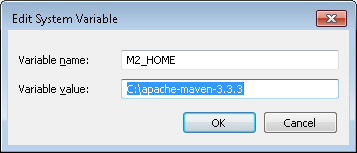 Edit System Variable
Variable name: M2_HOME
Variable value: C:\apache-maven-3.3.3
OK Cancel